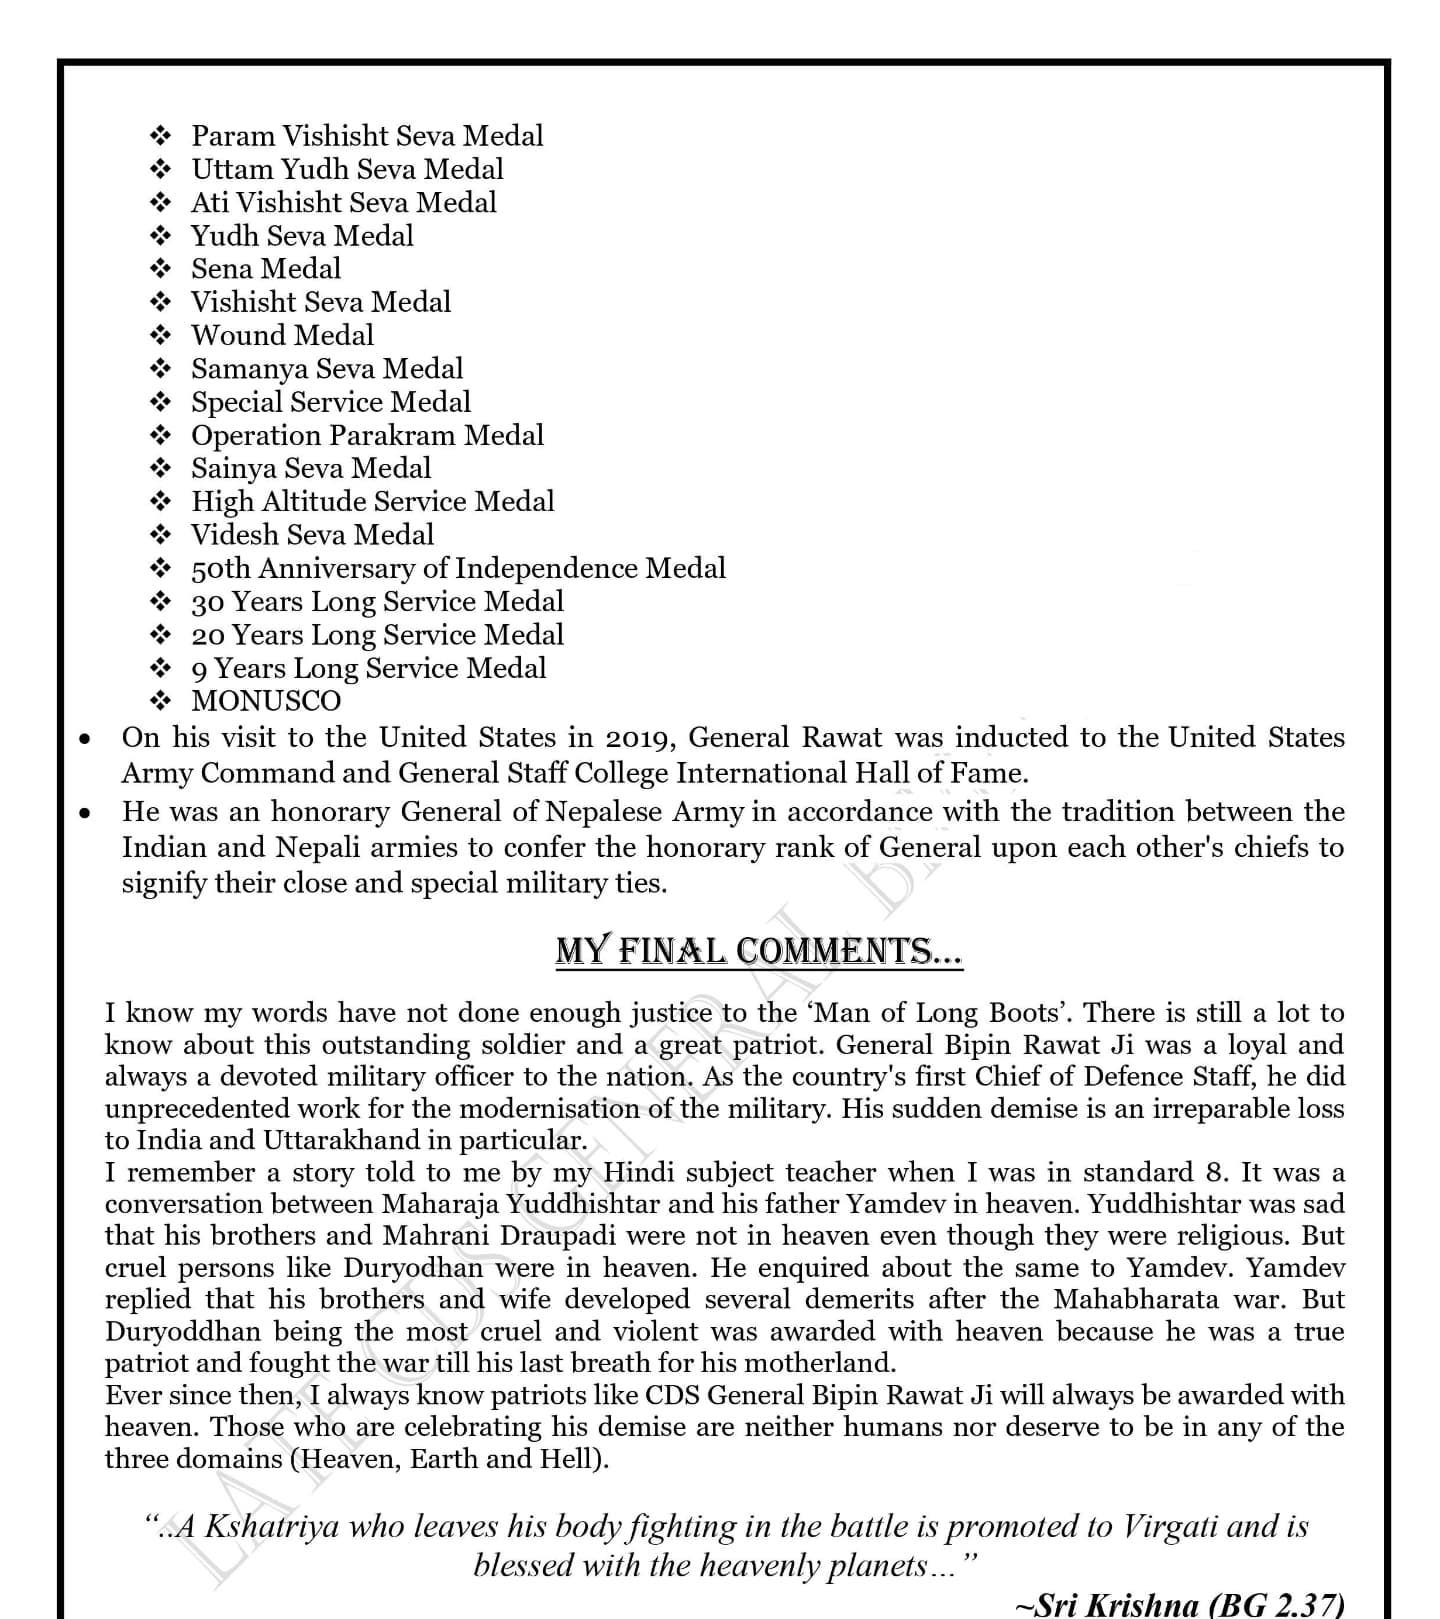 ❖ Param Vishisht Seva Medal
❖ Uttam Yudh Seva Medal
❖ Ati Vishisht Seva Medal
❖ Yudh Seva Medal
❖ Sena Medal
❖ Vishisht Seva Medal
❖ Wound Medal
❖ Samanya Seva Medal
❖ Special Service Medal
❖ Operation Parakram Medal
❖ Sainya Seva Medal
❖ High Altitude Service Medal
❖ Videsh Seva Medal
❖ 50th Anniversary of Independence Medal
❖ 30 Years Long Service Medal
❖ 20 Years Long Service Medal
❖ 9 Years Long Service Medal
❖ MONUSCO
• On his visit to the United States in 2019, General Rawat was inducted to the United States
Army Command and General Staff College International Hall of Fame.
• He was an honorary General of Nepalese Army in accordance with the tradition between the
Indian and Nepali armies to confer the honorary rank of General upon each other's chiefs to
signify their close and special military ties.
MY FINAL COMMENTS...
I know my words have not done enough justice to the ‘Man of Long Boots’. There is still a lot to
know about this outstanding soldier and a great patriot. General Bipin Rawat Ji was a loyal and
always a devoted military officer to the nation. As the country's first Chief of Defence Staff, he did
unprecedented work for the modernisation of the military. His sudden demise is an irreparable loss
to India and Uttarakhand in particular.
I remember a story told to me by my Hindi subject teacher when I was in standard 8. It was a
conversation between Maharaja Yuddhishtar and his father Yamdev in heaven. Yuddhishtar was sad
that his brothers and Mahrani Draupadi were not in heaven even though they were religious. But
cruel persons like Duryodhan were in heaven. He enquired about the same to Yamdev. Yamdev
replied that his brothers and wife developed several demerits after the Mahabharata war. But
Duryoddhan being the most cruel and violent was awarded with heaven because he was a true
patriot and fought the war till his last breath for his motherland.
Ever since then, I always know patriots like CDS General Bipin Rawat Ji will always be awarded with
heaven. Those who are celebrating his demise are neither humans nor deserve to be in any of the
three domains (Heaven, Earth and Hell).
“..A Kshatriya who leaves his body fighting in the battle is promoted to Virgati and is
blessed with the heavenly planets…”
~Sri Krishna (BG 2.37)
LATE CDS GENERAL